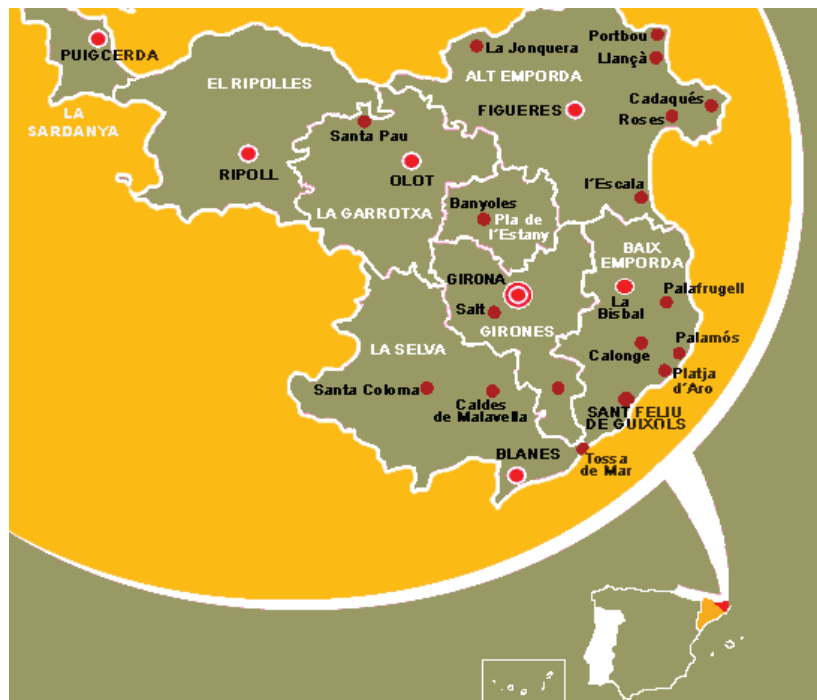 Portbou
La Jonquera
PUIGCERDA
Llançà
EL RIPOLLES
ALT EMPORDA
Cadaqués
FIGUERES
LA
SARDANYA
Roses
Santa Pau
RIPOLL
OLOT
l'Escala
Banyoles
LA GARROTXA
Pla de
l'Estany
BAIX
EMPORDA
GIRONA
Palafrugell
La
Bisbal
Salt
GIRONES
Palamós
LA SELVA
Calonge
Platja
d'Aro
Santa Coloma
Caldes
de Malavella
SANT FELIU
DE GUIXOLS
BLANES
Tossa
de Mar